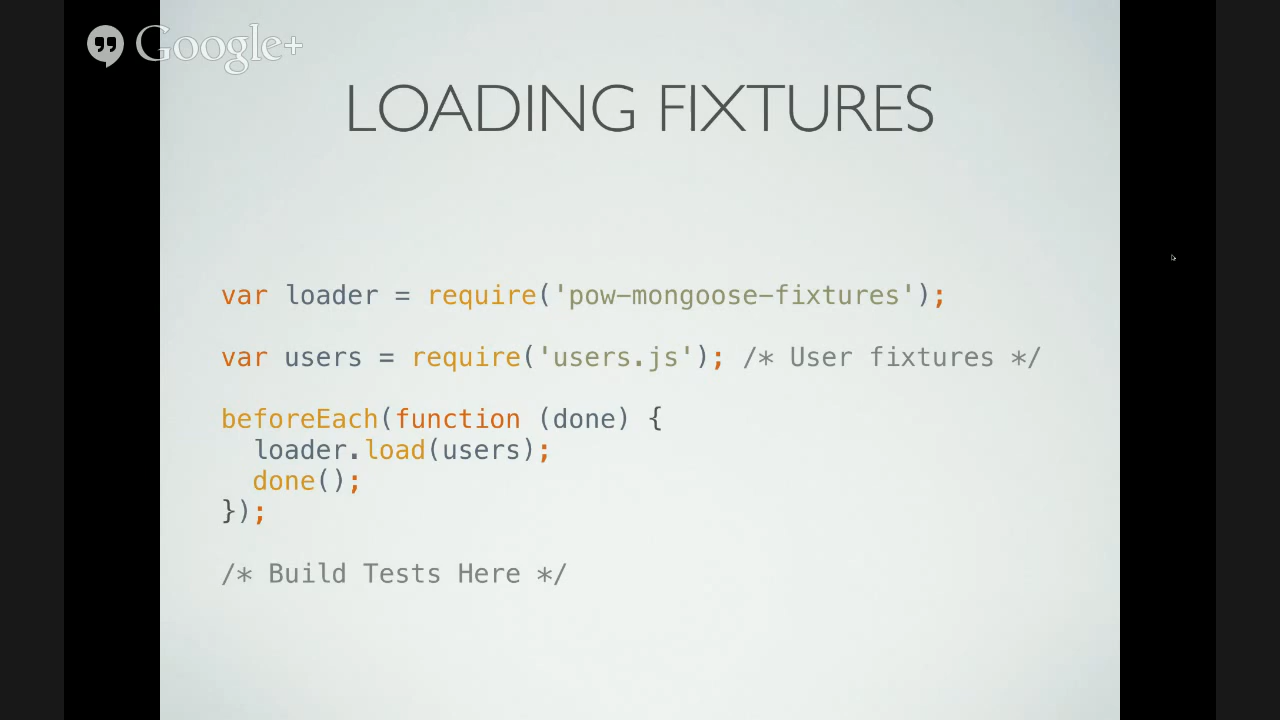 Google+
LOADING FIXTURES
var loader = require('pow-mongoose-fixtures');
var users = require('users.js'); /* User fixtures */
beforeEach(function (done) {
  loader.load(users);
  done();
});
/* Build Tests Here */